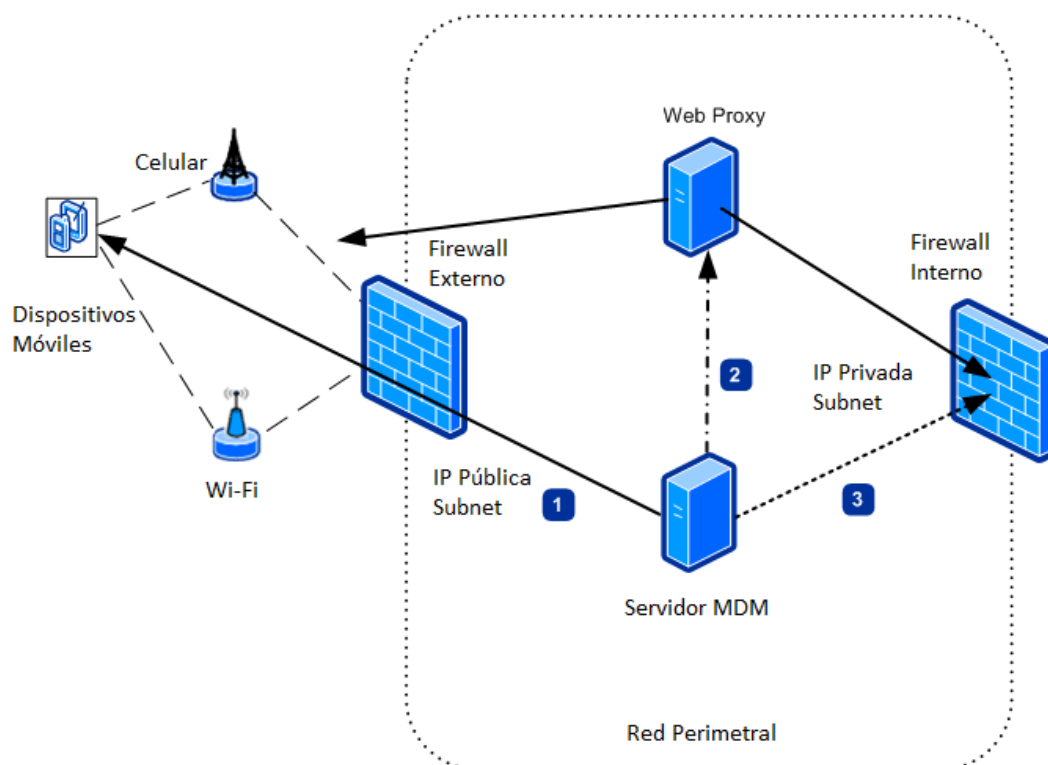 Web Proxy
Celular
Firewall
Externo
Firewall
Interno
Dispositivos
Móviles
2
IP Privada
Subnet
IP Pública
Subnet
1
3
Wi-Fi
Servidor MDM
Red Perimetral